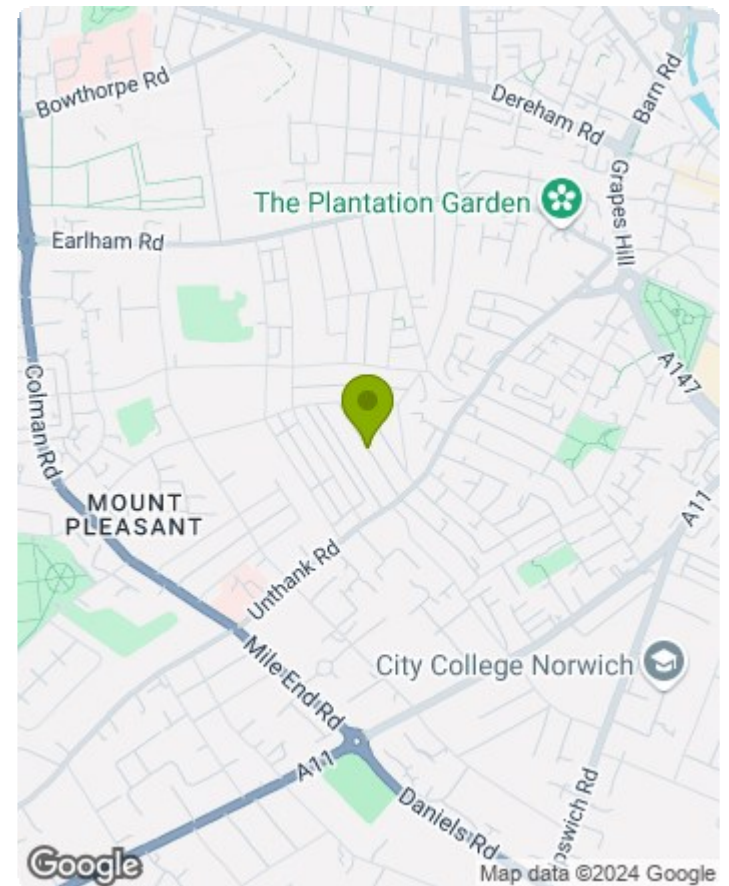 Bowthorpe Rd
Barn Rd
Dereham Rd
The Plantation Garden
Grapes Hill
Earlham Rd
A147
Colman Rd
MOUNT
PLEASANT
A11
Unthank Rd
City College Norwich
Mile End Rd
A11
Daniels Rd
pswich Rd
Google
Map data ©2024 Google